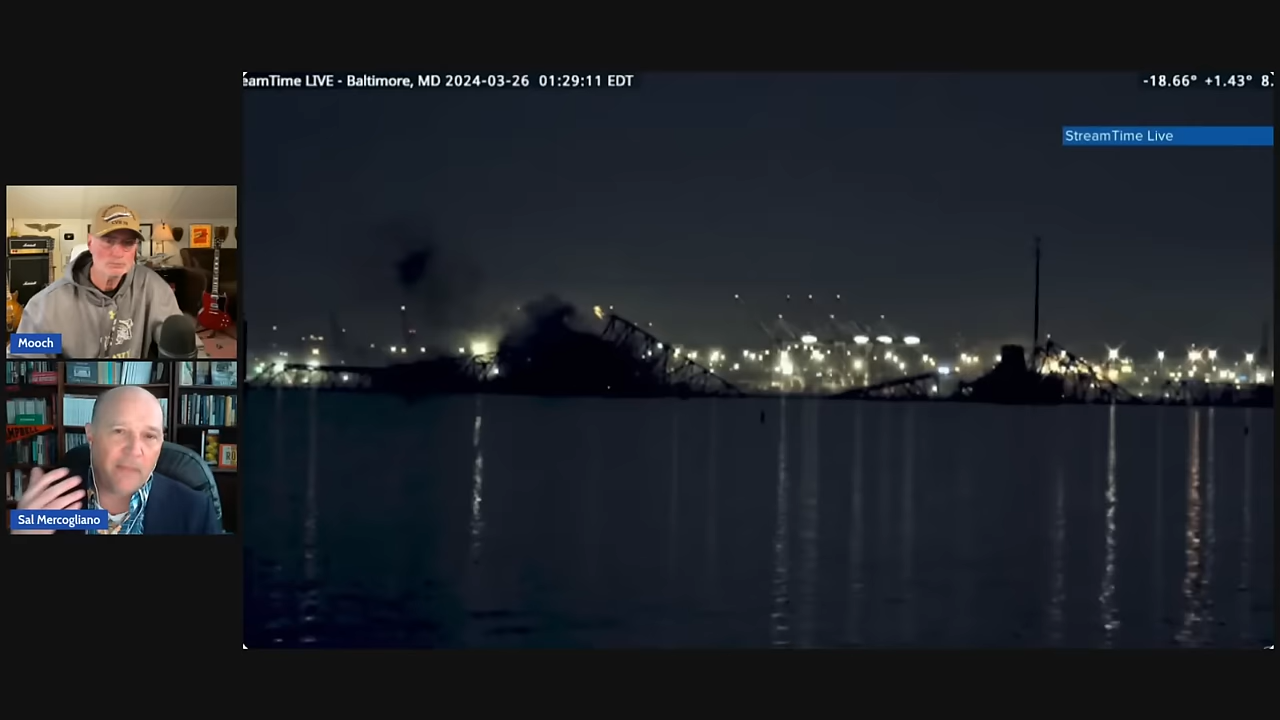 eamTime LIVE - Baltimore, MD 2024-03-26 01:29:11 EDT
-18.66° +1.43° 8.
StreamTime Live
Mooch
Sal Mercogliano